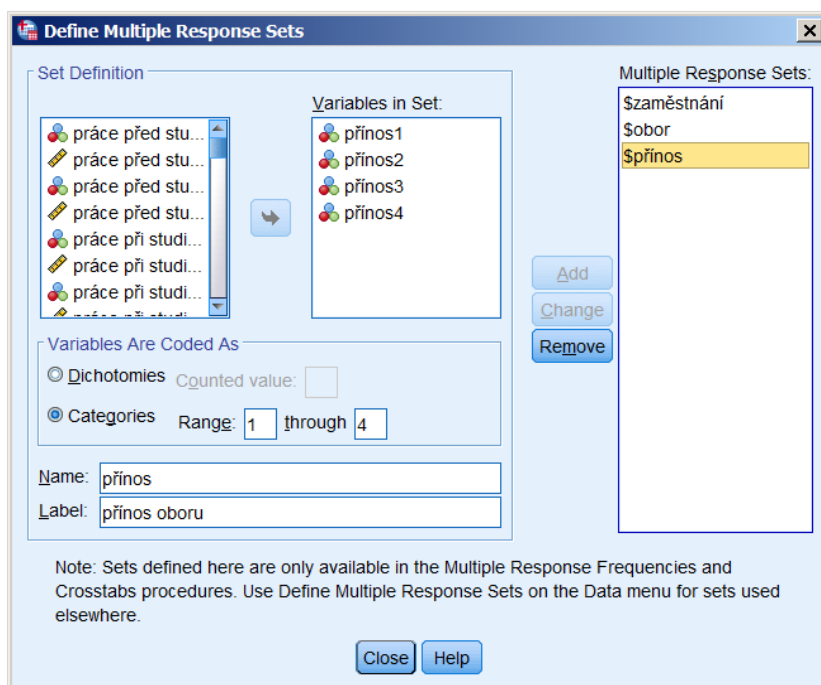 Define Multiple Response Sets
Set Definition
práce před stu...
práce před stu...
práce před stu...
práce před stu...
práce při studi...
práce při studi...
práce při studi...
Variables in Set:
přínos1
přínos2
přínos3
přínos4
Variables Are Coded As
Dichotomies Counted value:
Categories Range: 1 through 4
Name: přínos
Label: přínos oboru
Add
Change
Remove
Multiple Response Sets:
$zaměstnání
$obor
$přínos
Note: Sets defined here are only available in the Multiple Response Frequencies and
Crosstabs procedures. Use Define Multiple Response Sets on the Data menu for sets used
elsewhere.
Close Help